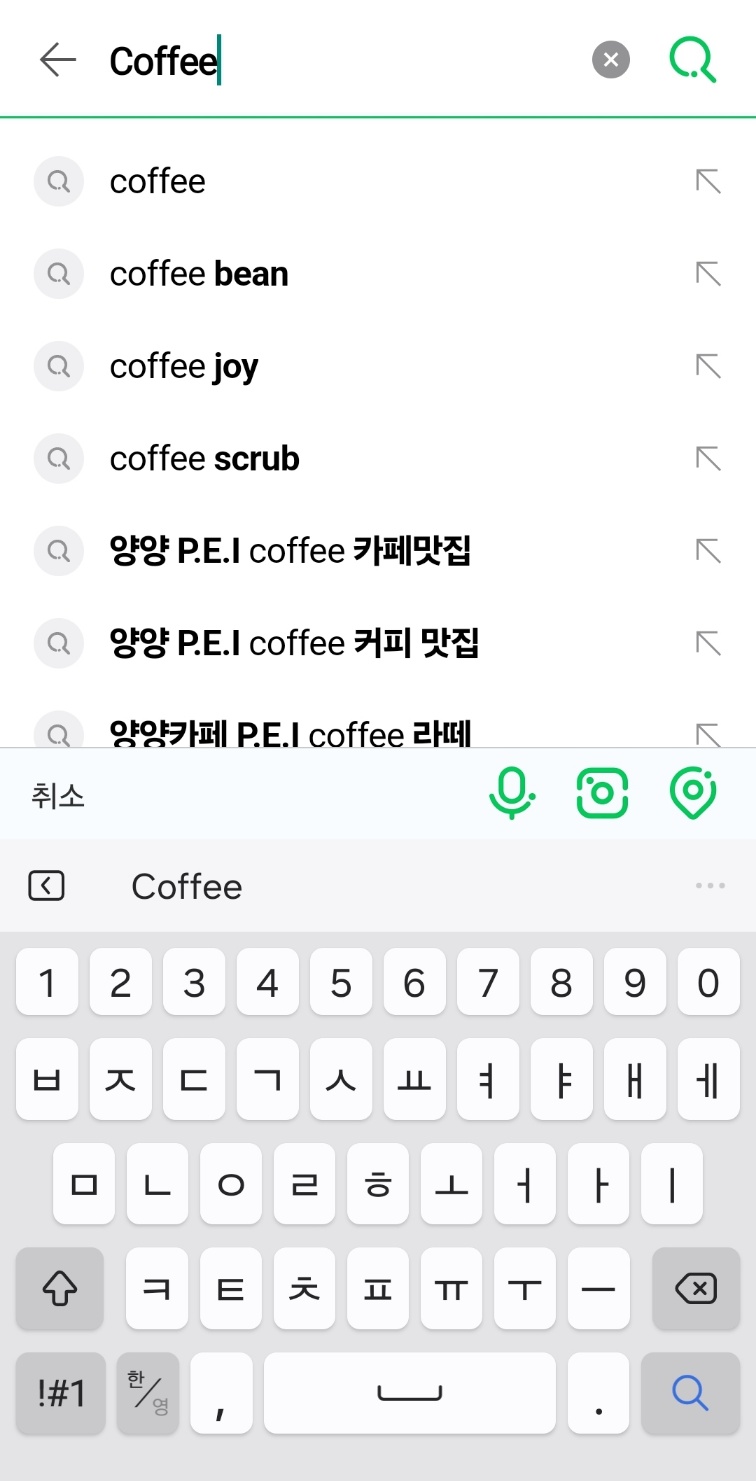 Coffee
coffee
coffee bean
coffee joy
coffee scrub
양양 P.E.I coffee 카페맛집
양양 P.E.I coffee 커피 맛집
양양카페 P.E.I coffee 라떼
취소
Coffee
1 2 3 4 5 6 7 8 9 0
ㅂ ㅈ ㄷ ㄱ ㅅ ㅛ ㅕ ㅑ ㅐ ㅔ
ㅁ ㄴ ㅇ ㄹ ㅎ ㅗ ㅓ ㅏ ㅣ
ㅋ ㅌ ㅊ ㅍ ㅠ ㅜ ㅡ
!#1 한/영 , .